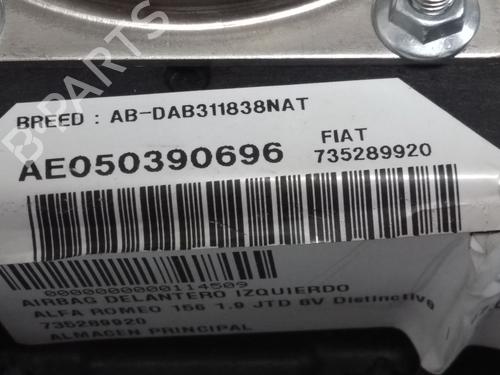 B-PARTS
BREED : AB-DAB311838NAT
AE050390696
FIAT
735289920
0000000000114509
AIRBAG DELANTERO IZQUIERDO
ALFA ROMEO 156 1.9 JTD 8V Distinctive
735289920
ALMACEN PRINCIPAL